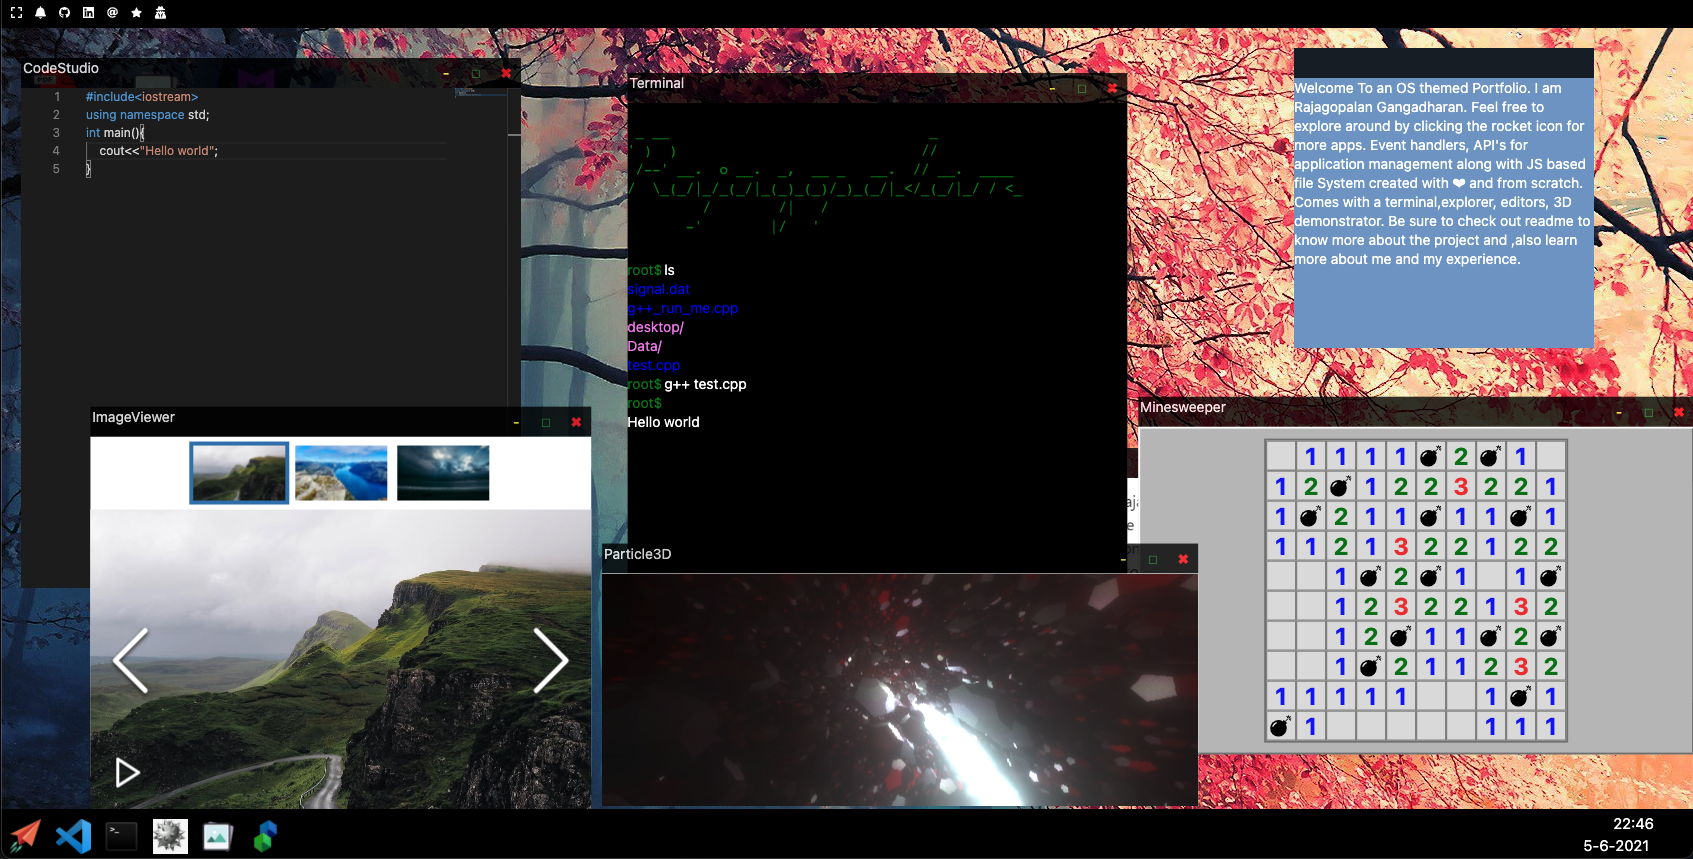 CodeStudio
1 #include<iostream>
2 using namespace std;
3 int main(){
4 cout<<"Hello world";
5 }
Terminal
root$ ls
signal.dat
g++_run_me.cpp
desktop/
Data/
test.cpp
root$ g++ test.cpp
root$
Hello world
Welcome To an OS themed Portfolio. I am
Rajagopalan Gangadharan. Feel free to
explore around by clicking the rocket icon for
more apps. Event handlers, API's for
application management along with JS based
file System created with ❤ and from scratch.
Comes with a terminal,explorer, editors, 3D
demonstrator. Be sure to check out readme to
know more about the project and ,also learn
more about me and my experience.
ImageViewer
Particle3D
Minesweeper
1 1 1 1 2 1
1 2 1 2 2 3 2 2 1
1 2 1 1 1 1 1
1 1 2 1 3 2 2 1 2 2
1 2 1 1
1 2 3 2 2 1 3 2
1 2 1 1 2
1 2 1 1 2 3 2
1 1 1 1 1 1 1
1 1 1 1
22:46
5-6-2021